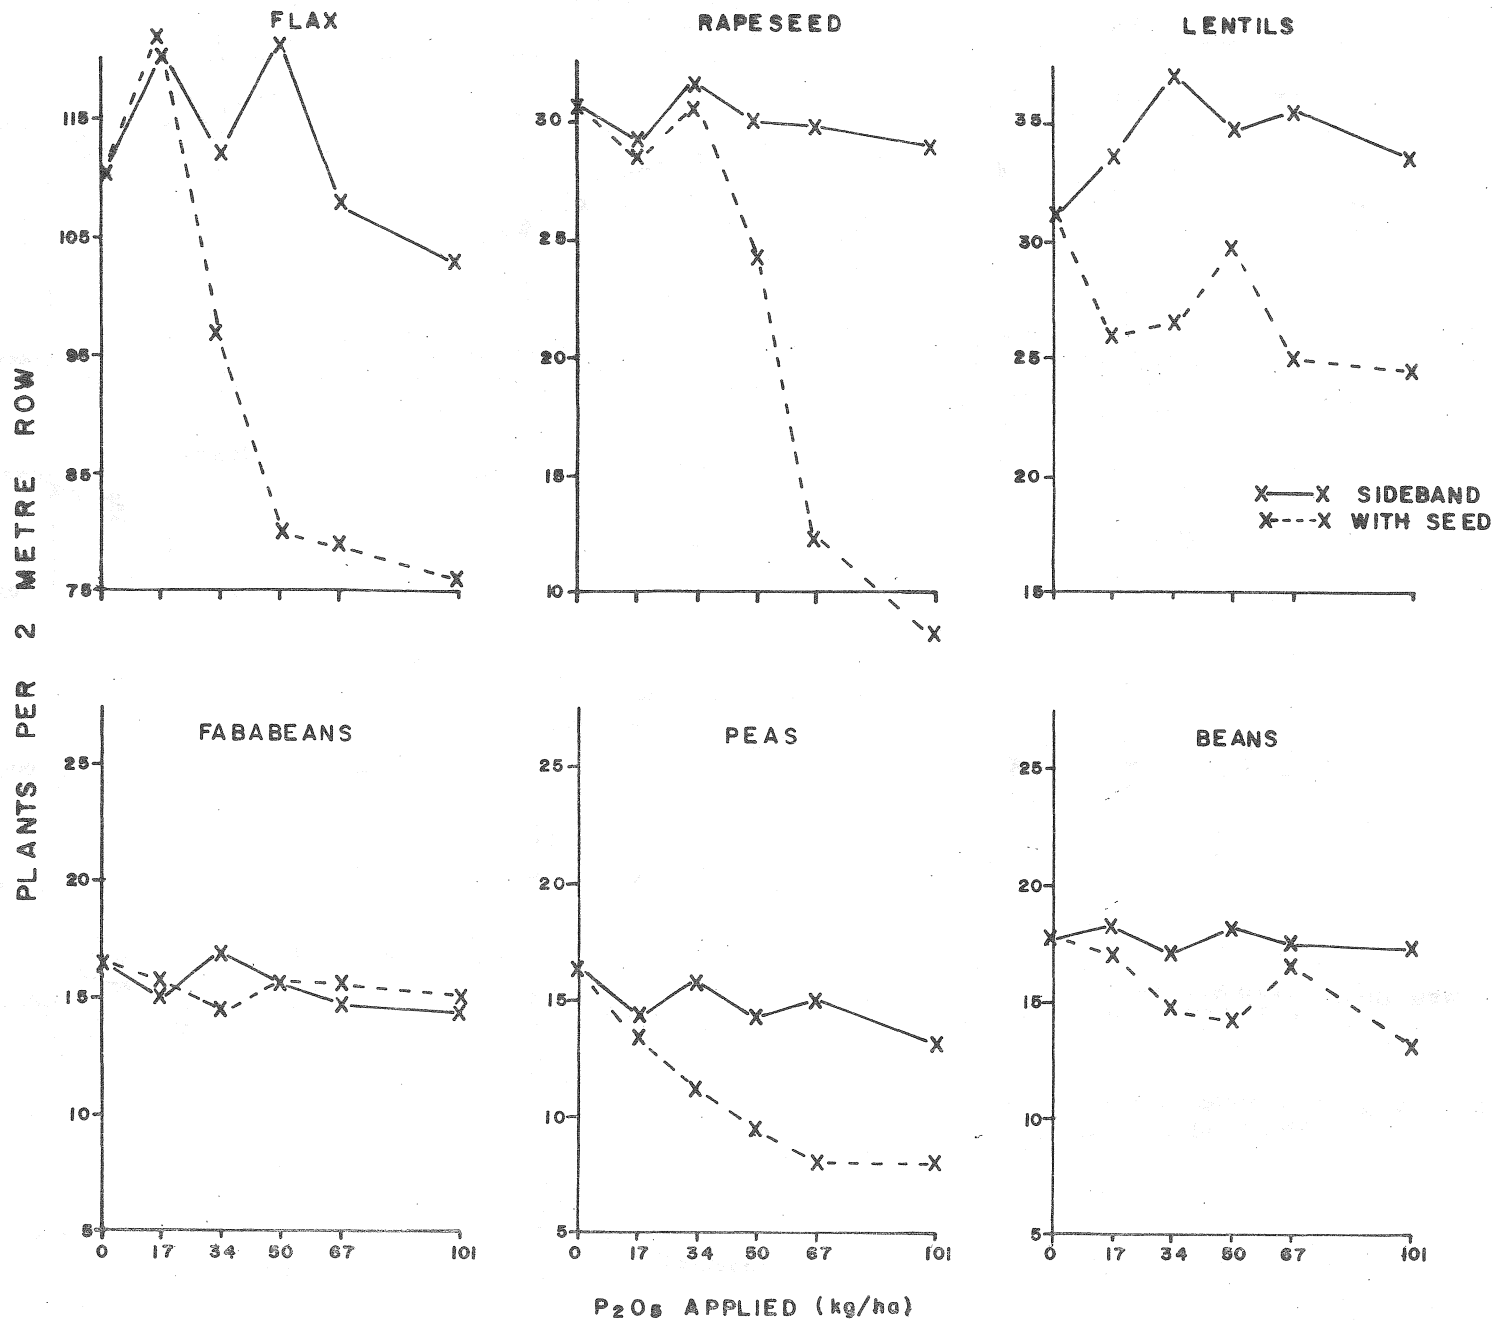 FLAX
115
105
95
85
75
RAPESEED
30
25
20
15
10
LENTILS
35
30
25
20
15
SIDEBAND
WITH SEED
PLANTS PER 2 METRE ROW
FABABEANS
25
20
15
10
5
0 17 34 50 67 101
PEAS
25
20
15
10
5
0 17 34 50 67 101
BEANS
25
20
15
10
5
0 17 34 50 67 101
P₂O₅ APPLIED (kg/ha)